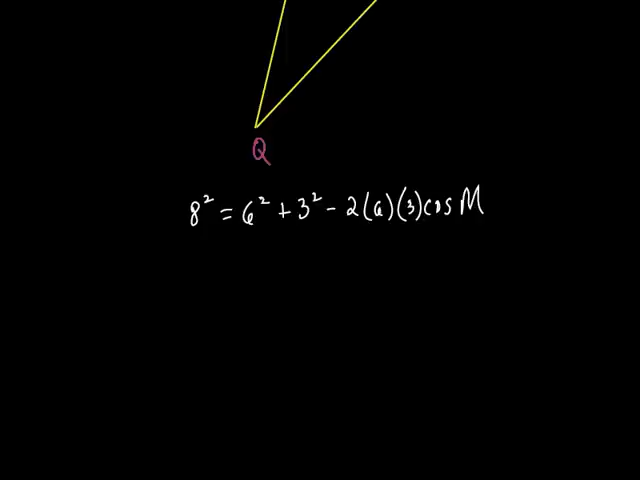 Q
8² = 6² + 3² - 2(6)(3)cos M